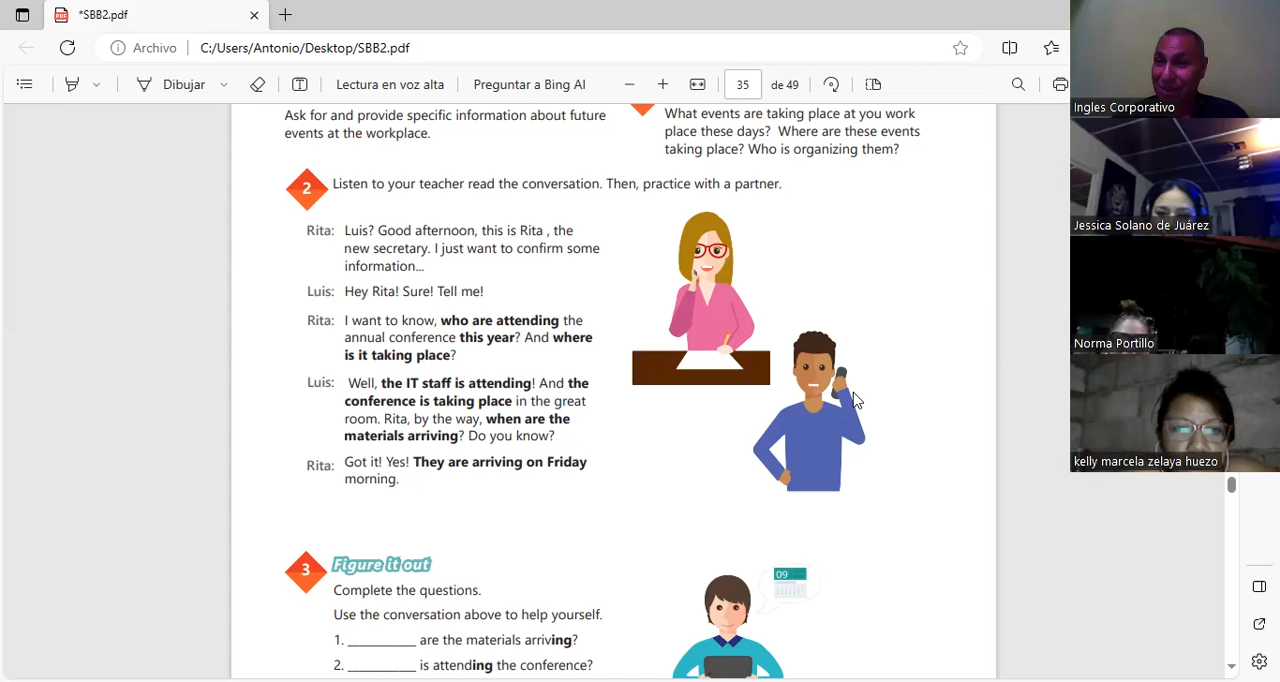 *SBB2.pdf
Archivo
C:/Users/Antonio/Desktop/SBB2.pdf
Dibujar
Lectura en voz alta
Preguntar a Bing AI
35
de 49
Ask for and provide specific information about future
events at the workplace.
What events are taking place at you work
place these days? Where are these events
taking place? Who is organizing them?
2
Listen to your teacher read the conversation. Then, practice with a partner.
Rita: Luis? Good afternoon, this is Rita , the
new secretary. I just want to confirm some
information...
Luis: Hey Rita! Sure! Tell me!
Rita: I want to know, who are attending the
annual conference this year? And where
is it taking place?
Luis: Well, the IT staff is attending! And the
conference is taking place in the great
room. Rita, by the way, when are the
materials arriving? Do you know?
Rita: Got it! Yes! They are arriving on Friday
morning.
3
Figure it out
Complete the questions.
Use the conversation above to help yourself.
1. __________ are the materials arriving?
2. __________ is attending the conference?
09
Ingles Corporativo
Jessica Solano de Juárez
Norma Portillo
kelly marcela zelaya huezo